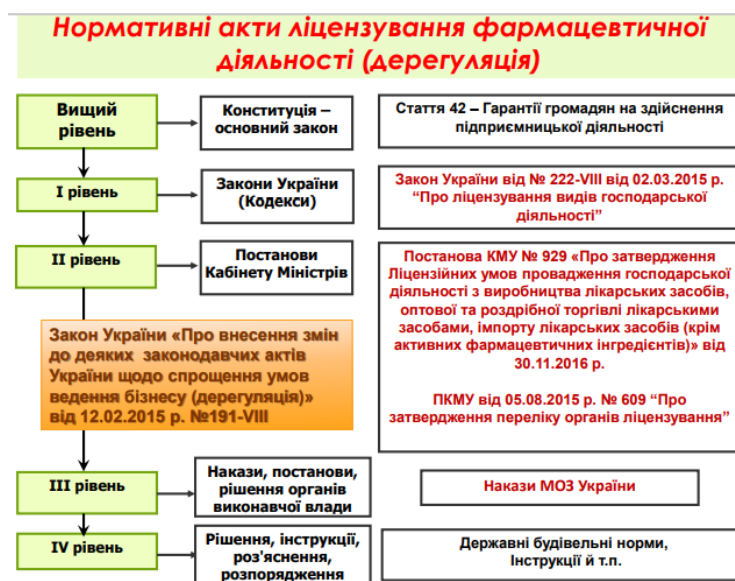 Нормативні акти ліцензування фармацевтичної
діяльності (дерегуляція)
Вищий
рівень
Конституція –
основний закон
Стаття 42 – Гарантії громадян на здійснення
підприємницької діяльності
І рівень
Закони України
(Кодекси)
Закон України від № 222-VIII від 02.03.2015 р.
“Про ліцензування видів господарської
діяльності”
ІІ рівень
Постанови
Кабінету Міністрів
Постанова КМУ № 929 «Про затвердження
Ліцензійних умов провадження господарської
діяльності з виробництва лікарських засобів,
оптової та роздрібної торгівлі лікарськими
засобами, імпорту лікарських засобів (крім
активних фармацевтичних інгредієнтів)» від
30.11.2016 р.
ПКМУ від 05.08.2015 р. № 609 “Про
затвердження переліку органів ліцензування”
Закон України «Про внесення змін
до деяких законодавчих актів
України щодо спрощення умов
ведення бізнесу (дерегуляція)»
від 12.02.2015 р. №191-VIII
ІІІ рівень
Накази, постанови,
рішення органів
виконавчої влади
Накази МОЗ України
IV рівень
Рішення, інструкції,
роз'яснення,
розпорядження
Державні будівельні норми,
Інструкції й т.п.